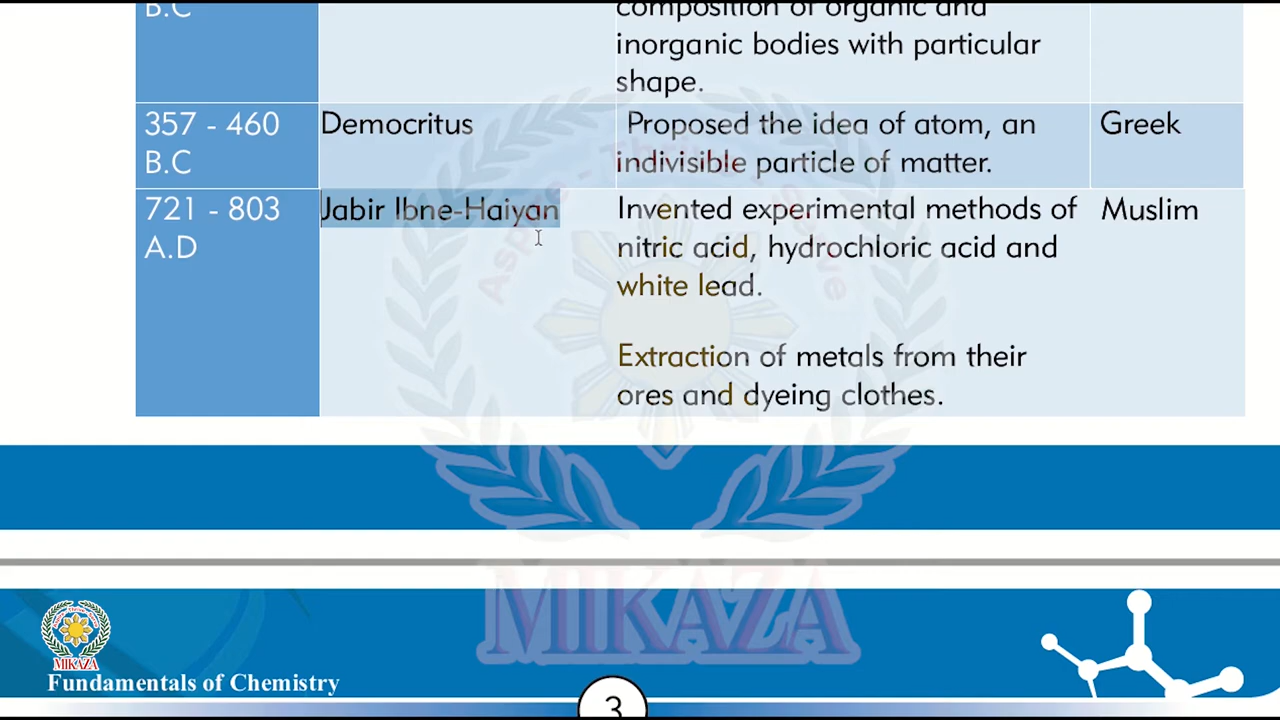 B.C
composition of organic and
inorganic bodies with particular
shape.
357 - 460
B.C
Democritus
Proposed the idea of atom, an
indivisible particle of matter.
Greek
721 - 803
A.D
Jabir Ibne-Haiyan
Invented experimental methods of
nitric acid, hydrochloric acid and
white lead.
Extraction of metals from their
ores and dyeing clothes.
Muslim
MIKAZA
MIKAZA
Fundamentals of Chemistry
3